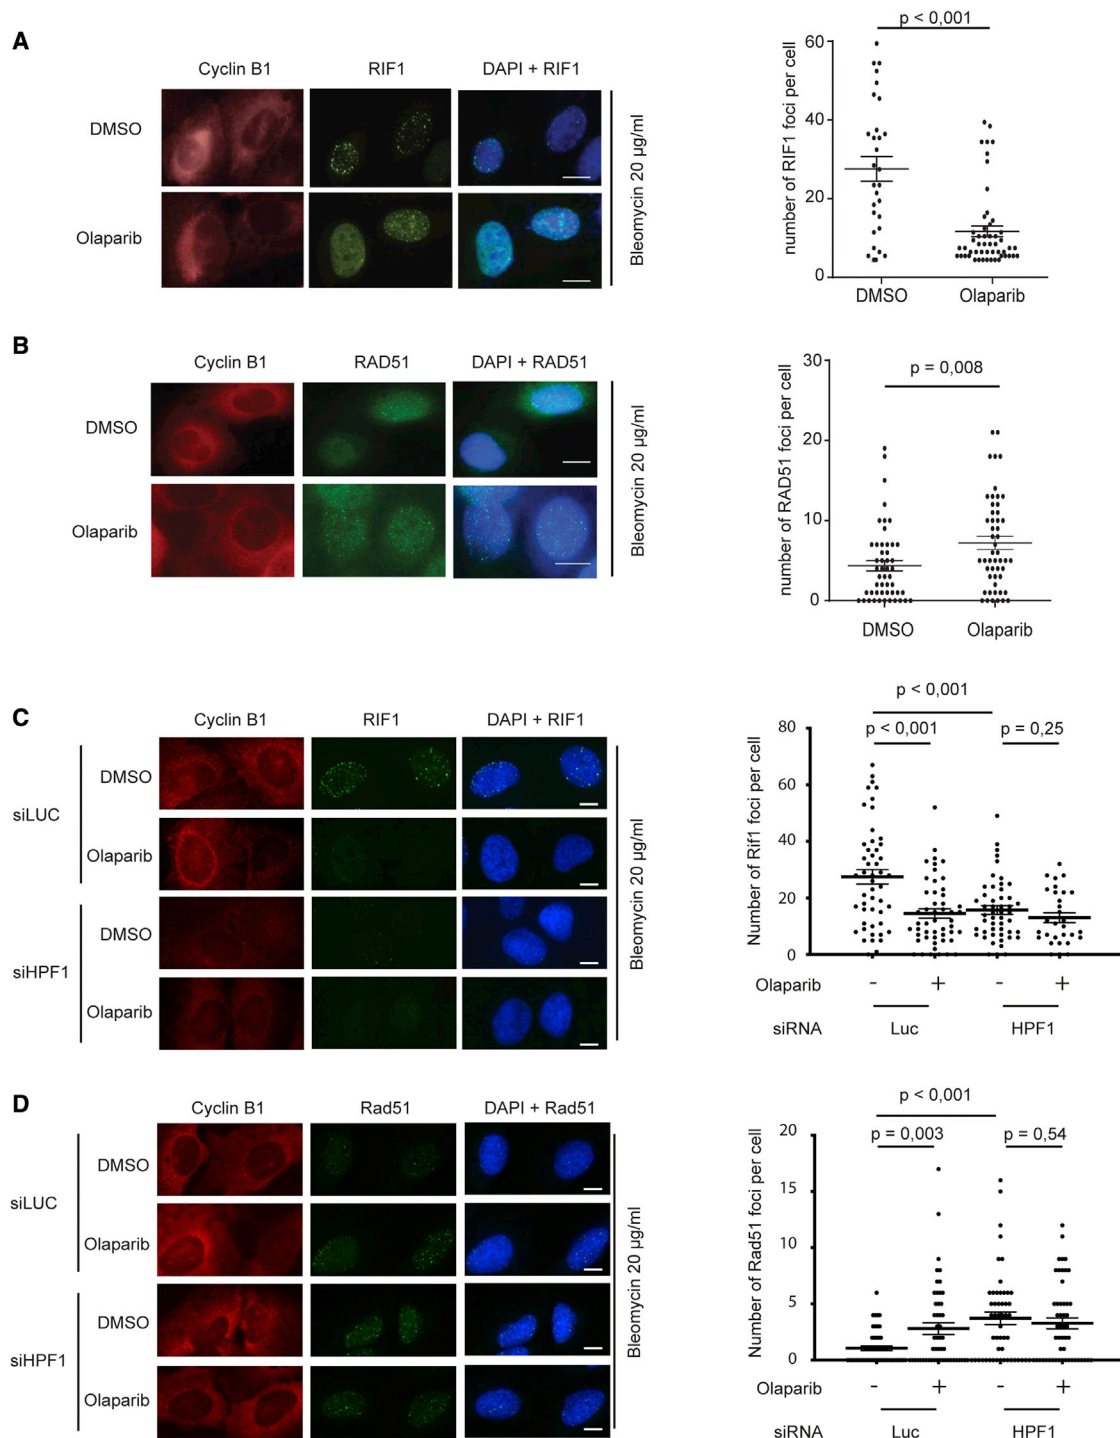 A
Cyclin B1 RIF1 DAPI + RIF1
DMSO
Olaparib
Bleomycin 20 µg/ml
p < 0,001
number of RIF1 foci per cell
60
40
20
0
DMSO Olaparib
B
Cyclin B1 RAD51 DAPI + RAD51
DMSO
Olaparib
Bleomycin 20 µg/ml
p = 0,008
number of RAD51 foci per cell
30
20
10
0
DMSO Olaparib
C
Cyclin B1 RIF1 DAPI + RIF1
siLUC
DMSO
Olaparib
siHPF1
DMSO
Olaparib
Bleomycin 20 µg/ml
p < 0,001
p < 0,001 p = 0,25
Number of Rif1 foci per cell
80
60
40
20
0
Olaparib - + - +
siRNA Luc HPF1
D
Cyclin B1 Rad51 DAPI + Rad51
siLUC
DMSO
Olaparib
siHPF1
DMSO
Olaparib
Bleomycin 20 µg/ml
p < 0,001
p = 0,003 p = 0,54
Number of Rad51 foci per cell
20
15
10
5
0
Olaparib - + - +
siRNA Luc HPF1